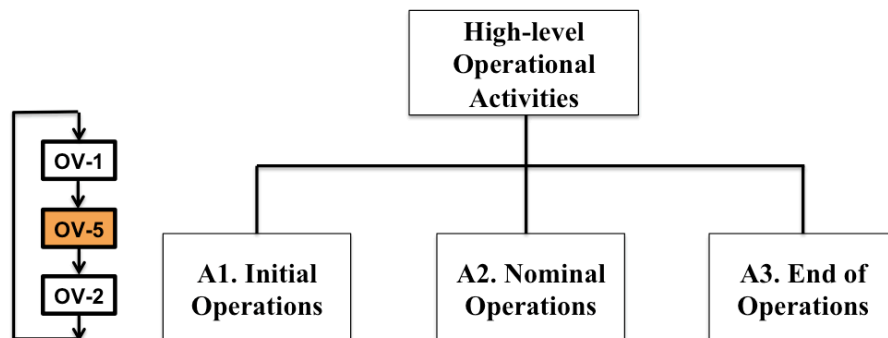 High-level
Operational
Activities
OV-1
OV-5
OV-2
A1. Initial
Operations
A2. Nominal
Operations
A3. End of
Operations